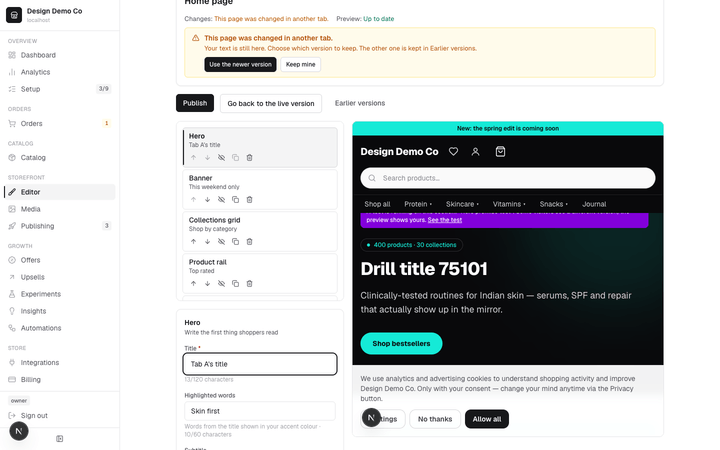 Design Demo Co
localhost
OVERVIEW
Dashboard
Analytics
Setup
3/9
ORDERS
Orders
1
CATALOG
Catalog
STOREFRONT
Editor
Media
Publishing
3
GROWTH
Offers
Upsells
Experiments
Insights
Automations
STORE
Integrations
Billing
owner
Sign out
N
Home page
Changes: This page was changed in another tab. Preview: Up to date
This page was changed in another tab.
Your text is still here. Choose which version to keep. The other one is kept in Earlier versions.
Use the newer version
Keep mine
Publish
Go back to the live version
Earlier versions
Hero
Tab A's title
Banner
This weekend only
Collections grid
Shop by category
Product rail
Top rated
Hero
Write the first thing shoppers read
Title *
Tab A's title
13/120 characters
Highlighted words
Skin first
Words from the title shown in your accent colour ·
10/60 characters
New: the spring edit is coming soon
Design Demo Co
Search products...
Shop all
Protein
Skincare
Vitamins
Snacks
Journal
preview shows yours. See the test
400 products · 30 collections
Drill title 75101
Clinically-tested routines for Indian skin — serums, SPF and repair
that actually show up in the mirror.
Shop bestsellers
We use analytics and advertising cookies to understand shopping activity and improve
Design Demo Co. Only with your consent — change your mind anytime via the Privacy
button.
N
No thanks
Allow all